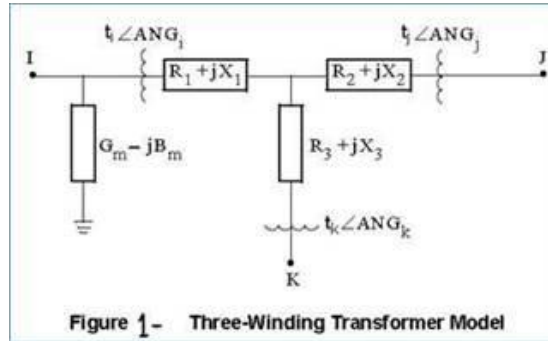 tᵢ∠ANGᵢ
tⱼ∠ANGⱼ
I
R₁+jX₁
R₂+jX₂
J
Gₘ−jBₘ
R₃+jX₃
tₖ∠ANGₖ
K
Figure 1- Three-Winding Transformer Model